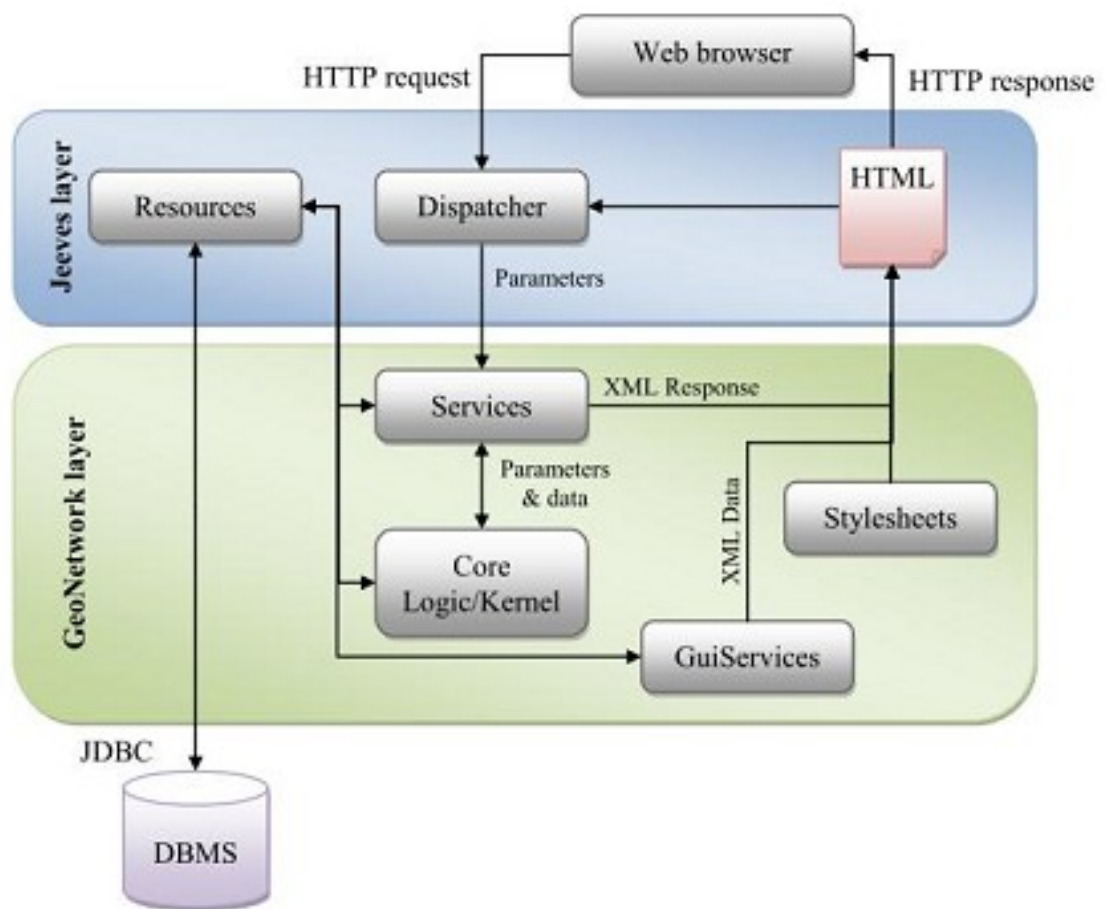 Web browser
HTTP request
HTTP response
Jeeves layer
Resources
Dispatcher
HTML
Parameters
GeoNetwork layer
Services
XML Response
Parameters
& data
XML Data
Stylesheets
Core
Logic/Kernel
GuiServices
JDBC
DBMS